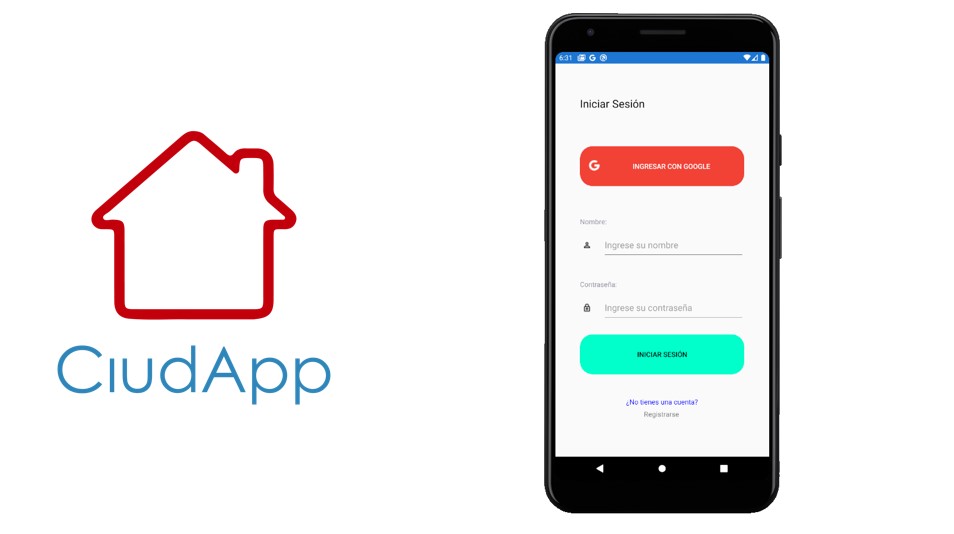 CiudApp
6:31
Iniciar Sesión
INGRESAR CON GOOGLE
Nombre:
Ingrese su nombre
Contraseña:
Ingrese su contraseña
INICIAR SESIÓN
¿No tienes una cuenta?
Registrarse